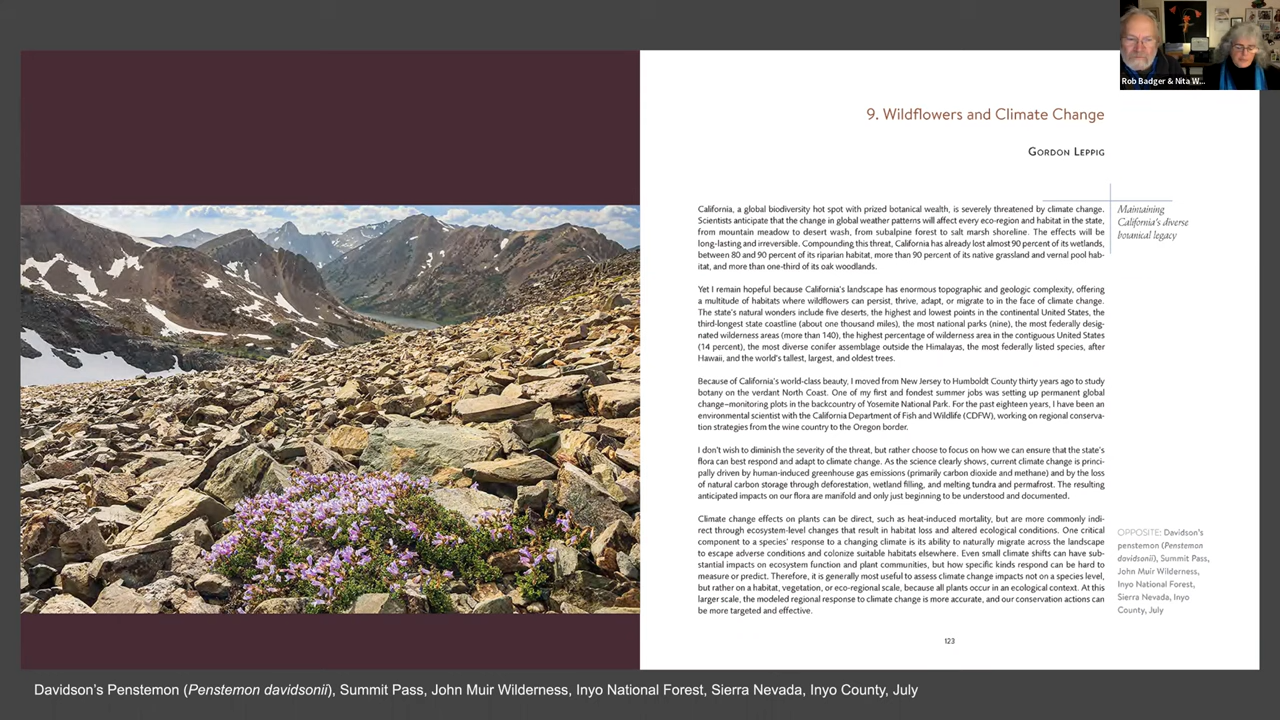 Rob Badger & Nita W...
9. Wildflowers and Climate Change
GORDON LEPPIG
California, a global biodiversity hot spot with prized botanical wealth, is severely threatened by climate change.
Scientists anticipate that the change in global weather patterns will affect every eco-region and habitat in the state,
from mountain meadow to desert wash, from subalpine forest to salt marsh shoreline. The effects will be
long-lasting and irreversible. Compounding this threat, California has already lost almost 90 percent of its wetlands,
between 80 and 90 percent of its riparian habitat, more than 90 percent of its native grassland and vernal pool hab-
itat, and more than one-third of its oak woodlands.
Maintaining
California's diverse
botanical legacy
Yet I remain hopeful because California's landscape has enormous topographic and geologic complexity, offering
a multitude of habitats where wildflowers can persist, thrive, adapt, or migrate to in the face of climate change.
The state's natural wonders include five deserts, the highest and lowest points in the continental United States, the
third-longest state coastline (about one thousand miles), the most national parks (nine), the most federally desig-
nated wilderness areas (more than 140), the highest percentage of wilderness area in the contiguous United States
(14 percent), the most diverse conifer assemblage outside the Himalayas, the most federally listed species, after
Hawaii, and the world's tallest, largest, and oldest trees.
Because of California's world-class beauty, I moved from New Jersey to Humboldt County thirty years ago to study
botany on the verdant North Coast. One of my first and fondest summer jobs was setting up permanent global
change–monitoring plots in the backcountry of Yosemite National Park. For the past eighteen years, I have been an
environmental scientist with the California Department of Fish and Wildlife (CDFW), working on regional conserva-
tion strategies from the wine country to the Oregon border.
I don't wish to diminish the severity of the threat, but rather choose to focus on how we can ensure that the state's
flora can best respond and adapt to climate change. As the science clearly shows, current climate change is princi-
pally driven by human-induced greenhouse gas emissions (primarily carbon dioxide and methane) and by the loss
of natural carbon storage through deforestation, wetland filling, and melting tundra and permafrost. The resulting
anticipated impacts on our flora are manifold and only just beginning to be understood and documented.
Climate change effects on plants can be direct, such as heat-induced mortality, but are more commonly indi-
rect through ecosystem-level changes that result in habitat loss and altered ecological conditions. One critical
component to a species' response to a changing climate is its ability to naturally migrate across the landscape
to escape adverse conditions and colonize suitable habitats elsewhere. Even small climate shifts can have sub-
stantial impacts on ecosystem function and plant communities, but how specific kinds respond can be hard to
measure or predict. Therefore, it is generally most useful to assess climate change impacts not on a species level,
but rather on a habitat, vegetation, or eco-regional scale, because all plants occur in an ecological context. At this
larger scale, the modeled regional response to climate change is more accurate, and our conservation actions can
be more targeted and effective.
OPPOSITE: Davidson's
penstemon (Penstemon
davidsonii), Summit Pass,
John Muir Wilderness,
Inyo National Forest,
Sierra Nevada, Inyo
County, July
123
Davidson's Penstemon (Penstemon davidsonii), Summit Pass, John Muir Wilderness, Inyo National Forest, Sierra Nevada, Inyo County, July